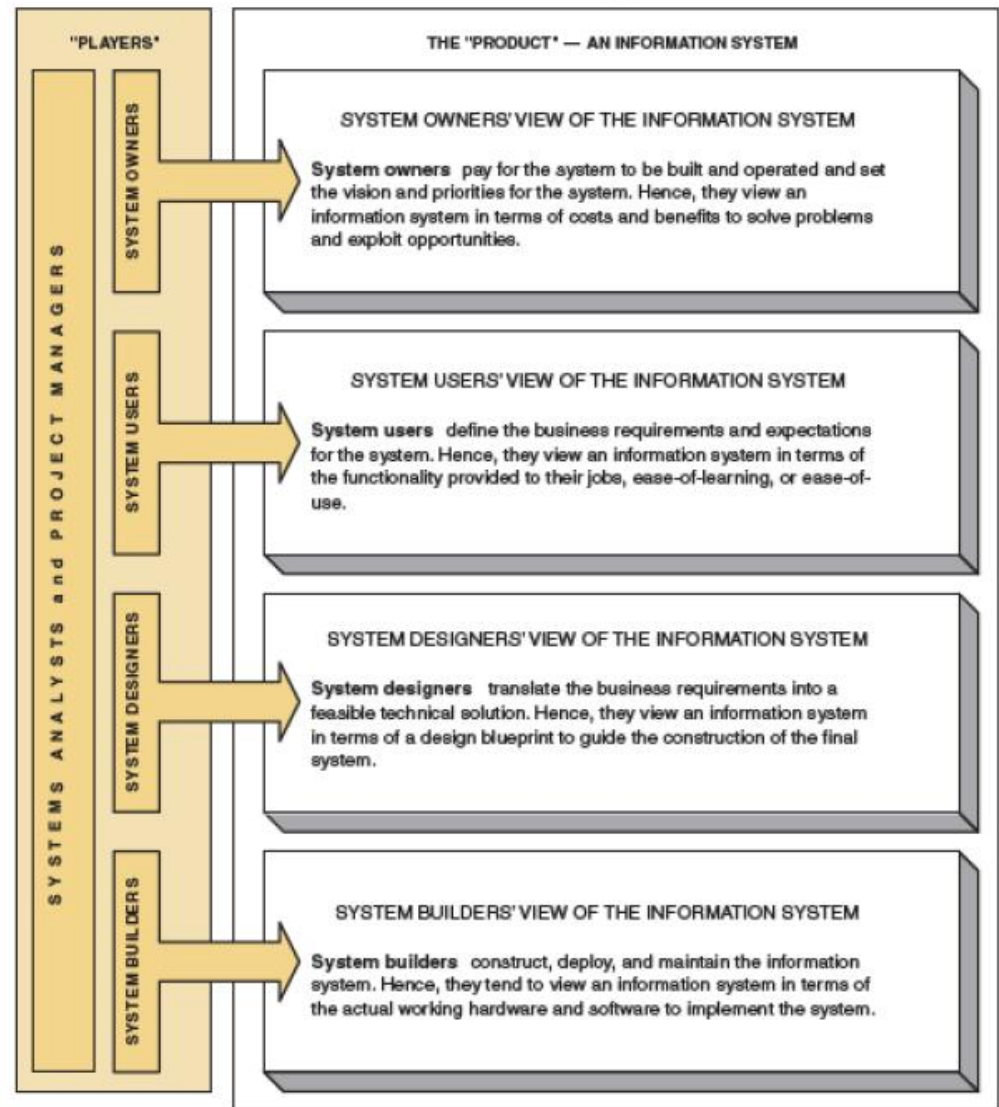 "PLAYERS"
THE "PRODUCT" — AN INFORMATION SYSTEM
SYSTEMS ANALYSTS and PROJECT MANAGERS
SYSTEM OWNERS
SYSTEM OWNERS' VIEW OF THE INFORMATION SYSTEM
System owners pay for the system to be built and operated and set
the vision and priorities for the system. Hence, they view an
information system in terms of costs and benefits to solve problems
and exploit opportunities.
SYSTEM USERS
SYSTEM USERS' VIEW OF THE INFORMATION SYSTEM
System users define the business requirements and expectations
for the system. Hence, they view an information system in terms of
the functionality provided to their jobs, ease-of-learning, or ease-of-
use.
SYSTEM DESIGNERS
SYSTEM DESIGNERS' VIEW OF THE INFORMATION SYSTEM
System designers translate the business requirements into a
feasible technical solution. Hence, they view an information system
in terms of a design blueprint to guide the construction of the final
system.
SYSTEM BUILDERS
SYSTEM BUILDERS' VIEW OF THE INFORMATION SYSTEM
System builders construct, deploy, and maintain the information
system. Hence, they tend to view an information system in terms of
the actual working hardware and software to implement the system.